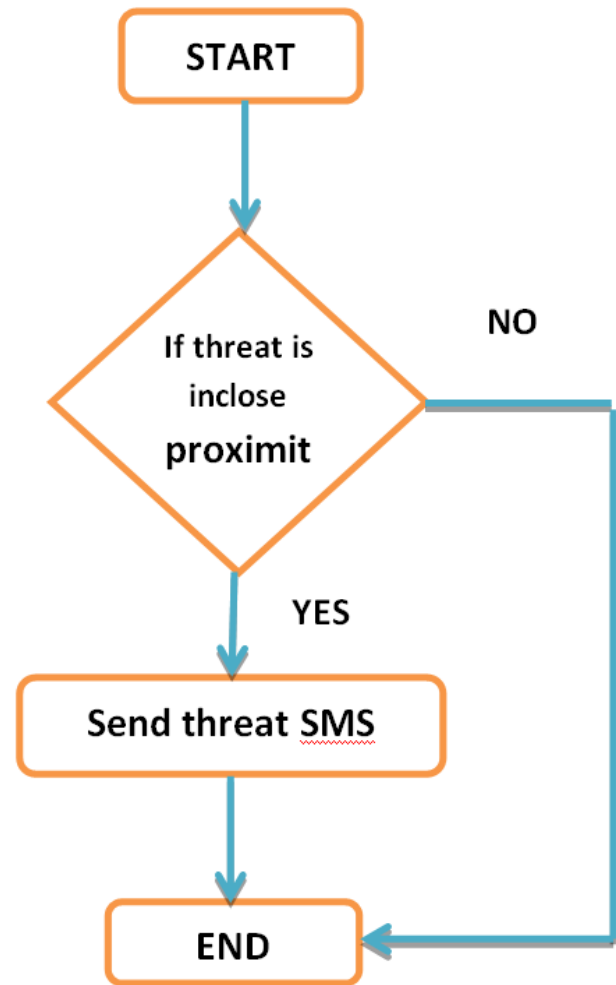 START
If threat is
inclose
proximit
NO
YES
Send threat SMS
END